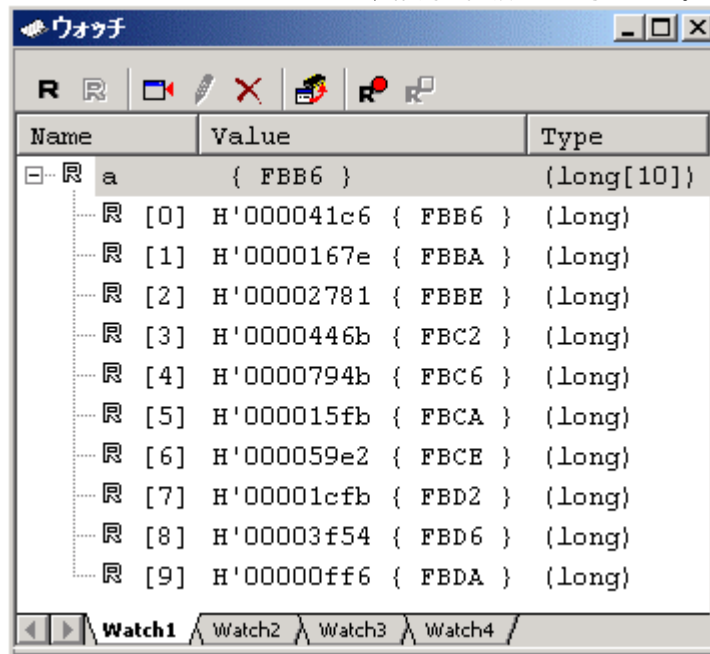 ウォッチ
Name Value Type
a { FBB6 } (long[10])
[0] H'000041c6 { FBB6 } (long)
[1] H'0000167e { FBBA } (long)
[2] H'00002781 { FBBE } (long)
[3] H'0000446b { FBC2 } (long)
[4] H'0000794b { FBC6 } (long)
[5] H'000015fb { FBCA } (long)
[6] H'000059e2 { FBCE } (long)
[7] H'00001cfb { FBD2 } (long)
[8] H'00003f54 { FBD6 } (long)
[9] H'00000ff6 { FBDA } (long)
Watch1 Watch2 Watch3 Watch4